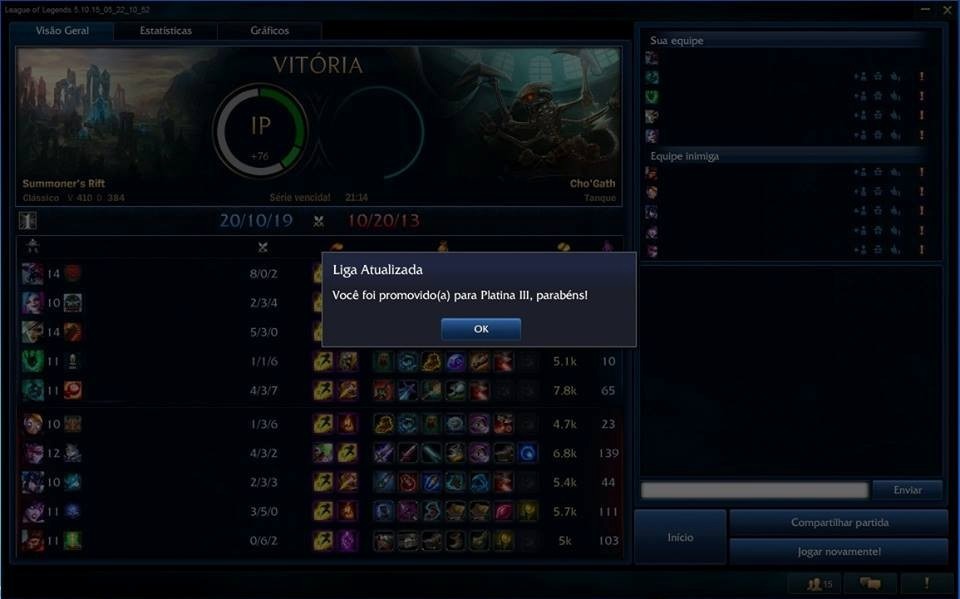 League of Legends 5.10.15_05_22_10_52
Visão Geral
Estatísticas
Gráficos
VITÓRIA
IP
+76
Summoner's Rift
Clássico V 410 D 384
Série vencida! 21:14
Cho'Gath
Tanque
1 20/10/19 10/20/13
Liga Atualizada
Você foi promovido(a) para Platina III, parabéns!
OK
14 8/0/2
10 2/3/4
14 5/3/0
11 1/1/6 5.1k 10
11 4/3/7 7.8k 65
10 1/3/6 4.7k 23
12 4/3/2 6.8k 139
10 2/3/3 5.4k 44
11 3/5/0 5.7k 111
11 0/6/2 5k 103
Sua equipe
Equipe inimiga
Enviar
Início
Compartilhar partida
Jogar novamente!
15